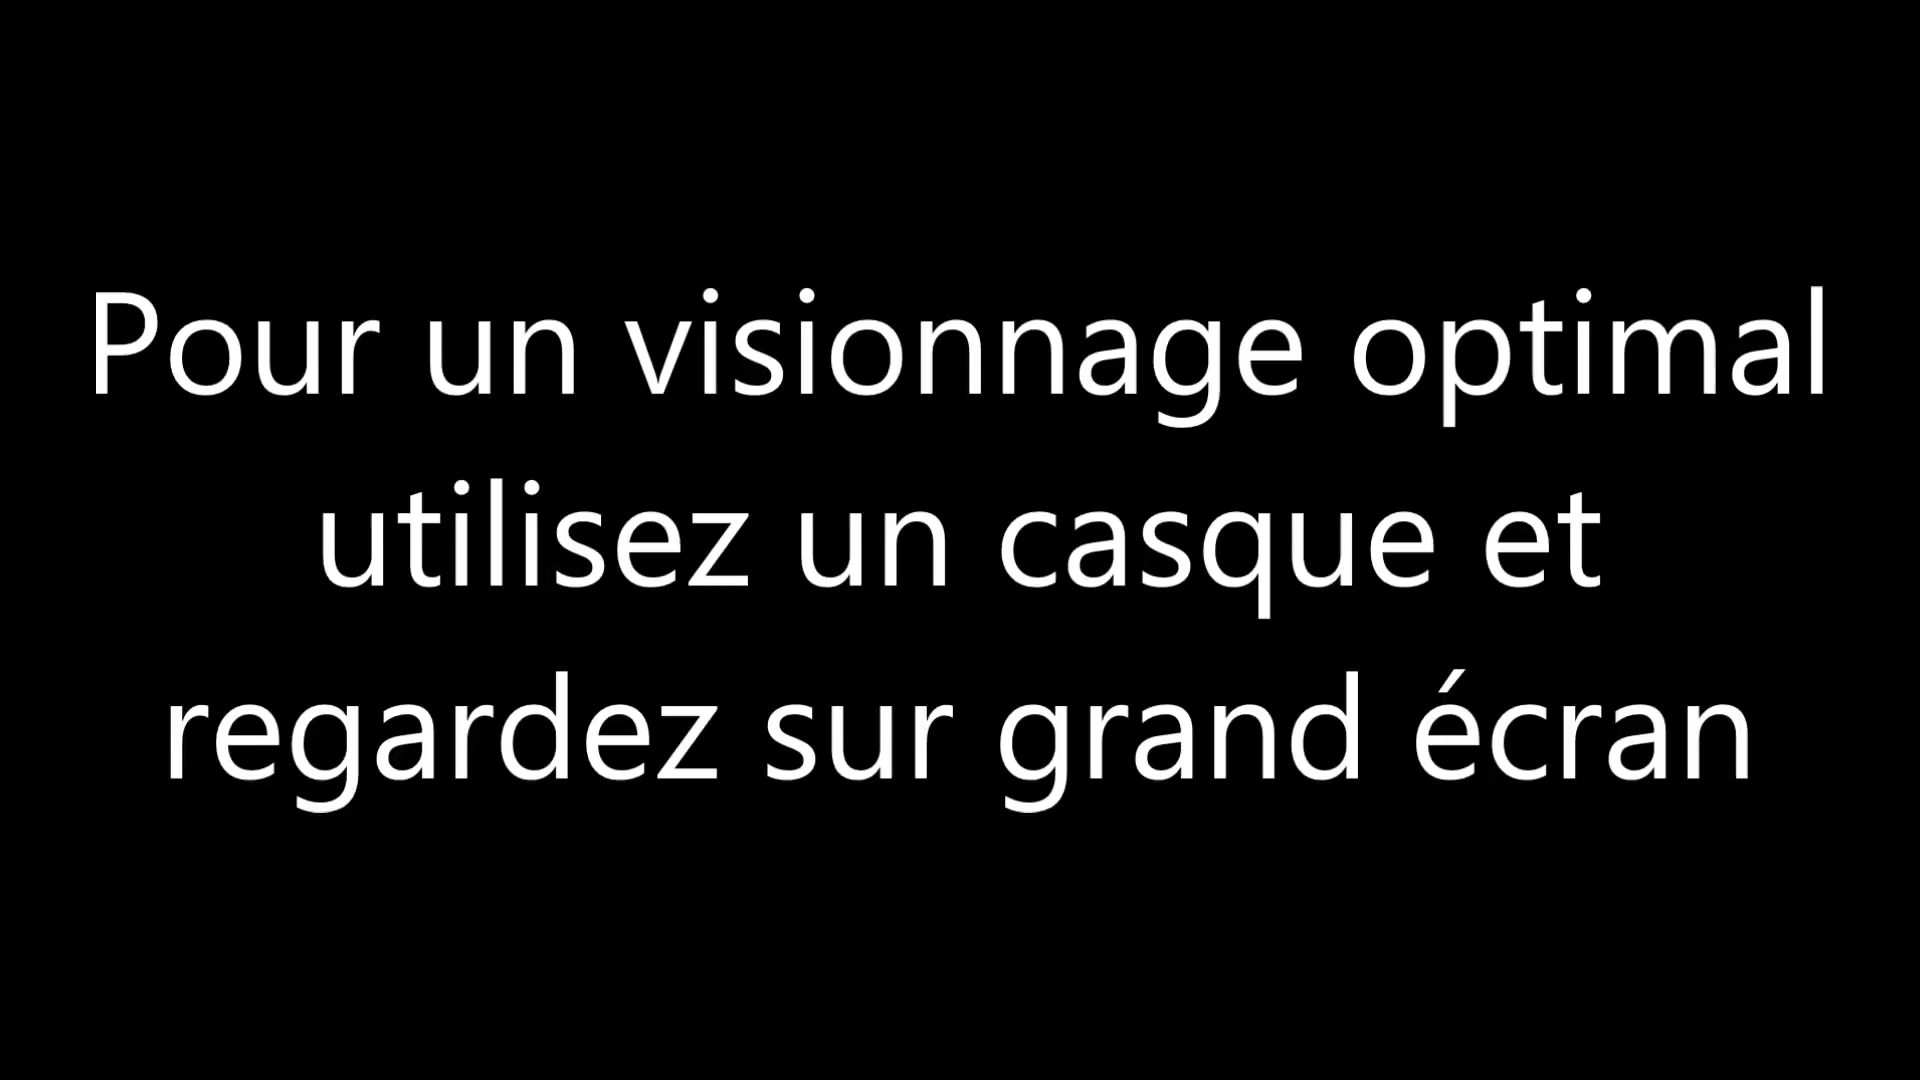 Pour un visionnage optimal
utilisez un casque et
regardez sur grand écran